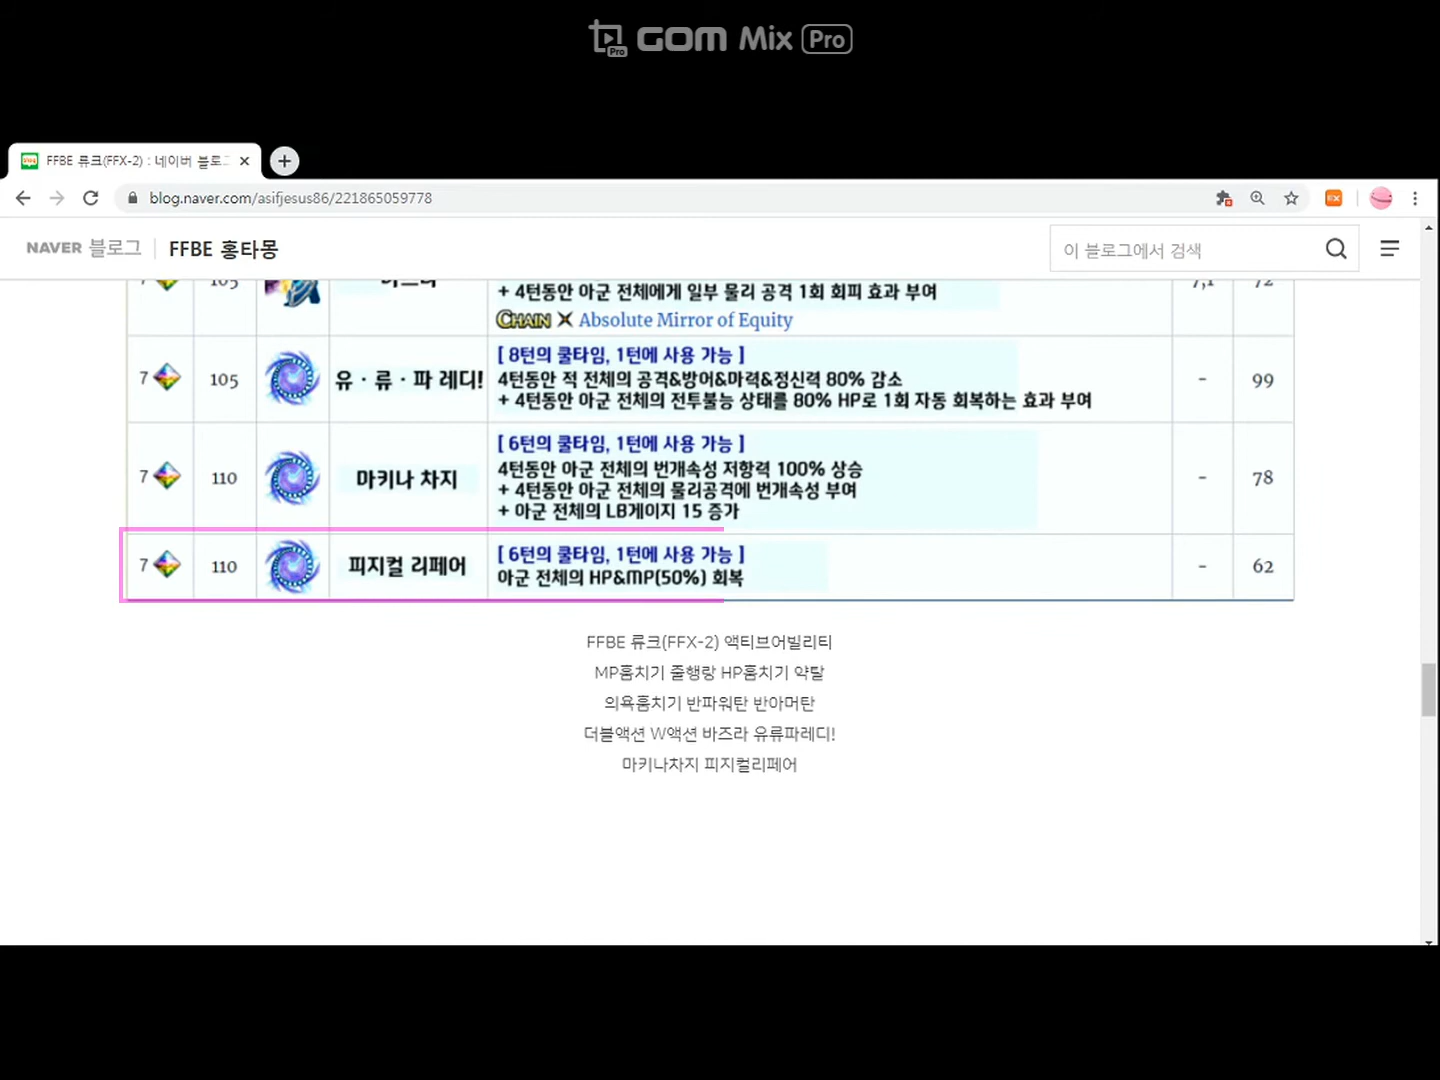 GOM Mix Pro
FFBE 류크(FFX-2) : 네이버 블로그
blog.naver.com/asifjesus86/221865059778
NAVER 블로그 FFBE 홍타몽
이 블로그에서 검색
+ 4턴동안 아군 전체에게 일부 물리 공격 1회 회피 효과 부여
CHAIN Absolute Mirror of Equity
7 105 유·류·파 레디! - 99
[ 8턴의 쿨타임, 1턴에 사용 가능 ]
4턴동안 적 전체의 공격&방어&마력&정신력 80% 감소
+ 4턴동안 아군 전체의 전투불능 상태를 80% HP로 1회 자동 회복하는 효과 부여
7 110 마키나 차지 - 78
[ 6턴의 쿨타임, 1턴에 사용 가능 ]
4턴동안 아군 전체의 번개속성 저항력 100% 상승
+ 4턴동안 아군 전체의 물리공격에 번개속성 부여
+ 아군 전체의 LB게이지 15 증가
7 110 피지컬 리페어 - 62
[ 6턴의 쿨타임, 1턴에 사용 가능 ]
아군 전체의 HP&MP(50%) 회복
FFBE 류크(FFX-2) 액티브어빌리티
MP훔치기 줄행랑 HP훔치기 약탈
의욕훔치기 반파워탄 반아머탄
더블액션 W액션 바즈라 유류파레디!
마키나차지 피지컬리페어